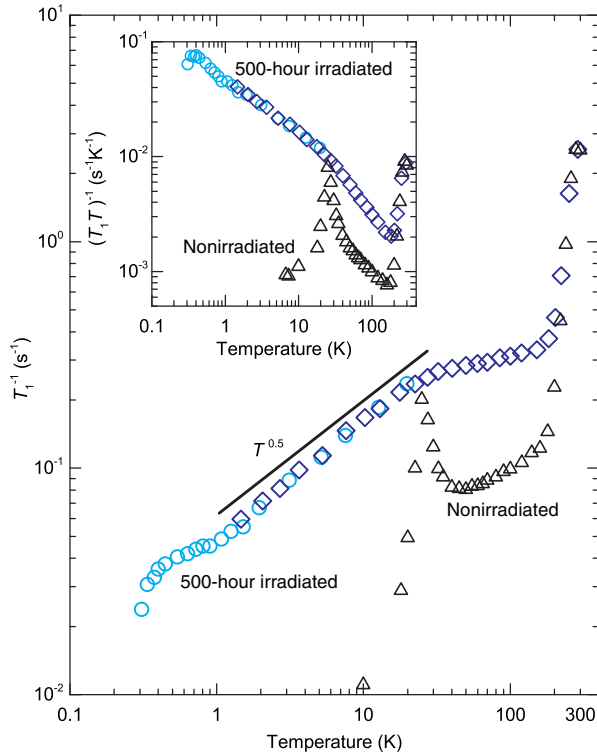 10⁻¹
10⁻²
10⁻³
(T₁T)⁻¹ (s⁻¹K⁻¹)
500-hour irradiated
Nonirradiated
0.1 1 10 100
Temperature (K)
10¹
10⁰
10⁻¹
10⁻²
T₁⁻¹ (s⁻¹)
T⁰·⁵
Nonirradiated
500-hour irradiated
0.1 1 10 100 300
Temperature (K)